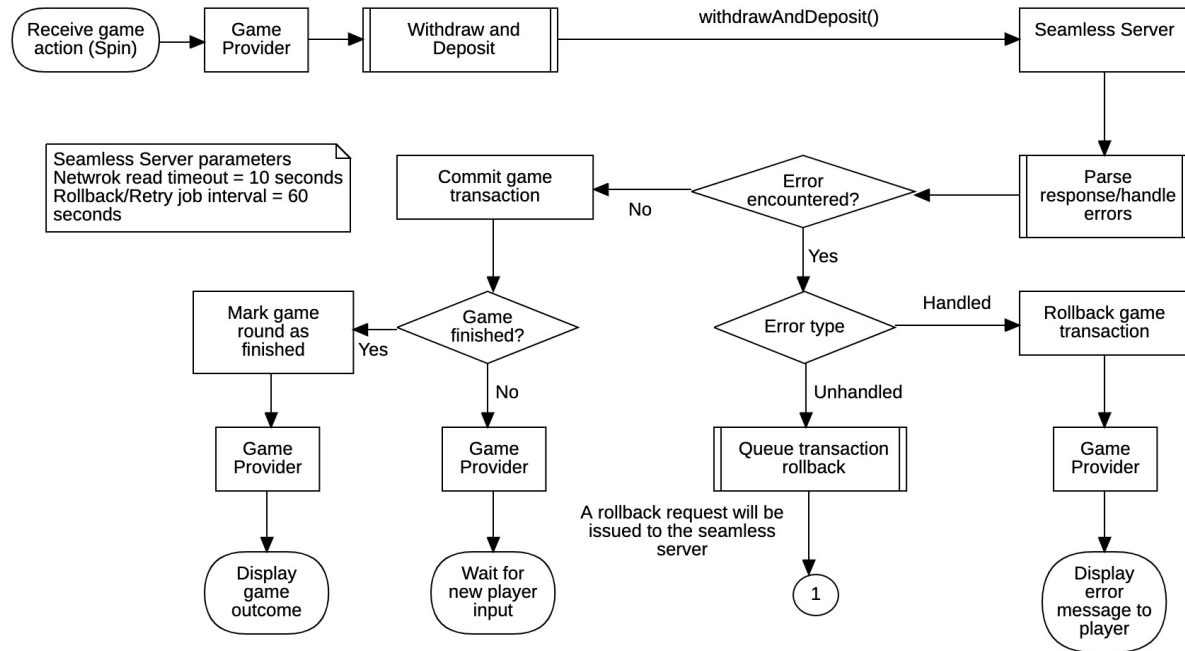 Receive game
action (Spin)
Game
Provider
Withdraw and
Deposit
withdrawAndDeposit()
Seamless Server
Seamless Server parameters
Netwrok read timeout = 10 seconds
Rollback/Retry job interval = 60
seconds
Commit game
transaction
No
Error
encountered?
Parse
response/handle
errors
Yes
Mark game
round as
finished
Yes
Game
finished?
Error type
Handled
Rollback game
transaction
No
Unhandled
Game
Provider
Game
Provider
Queue transaction
rollback
Game
Provider
A rollback request will be
issued to the seamless
server
Display
game
outcome
Wait for
new player
input
1
Display
error
message to
player